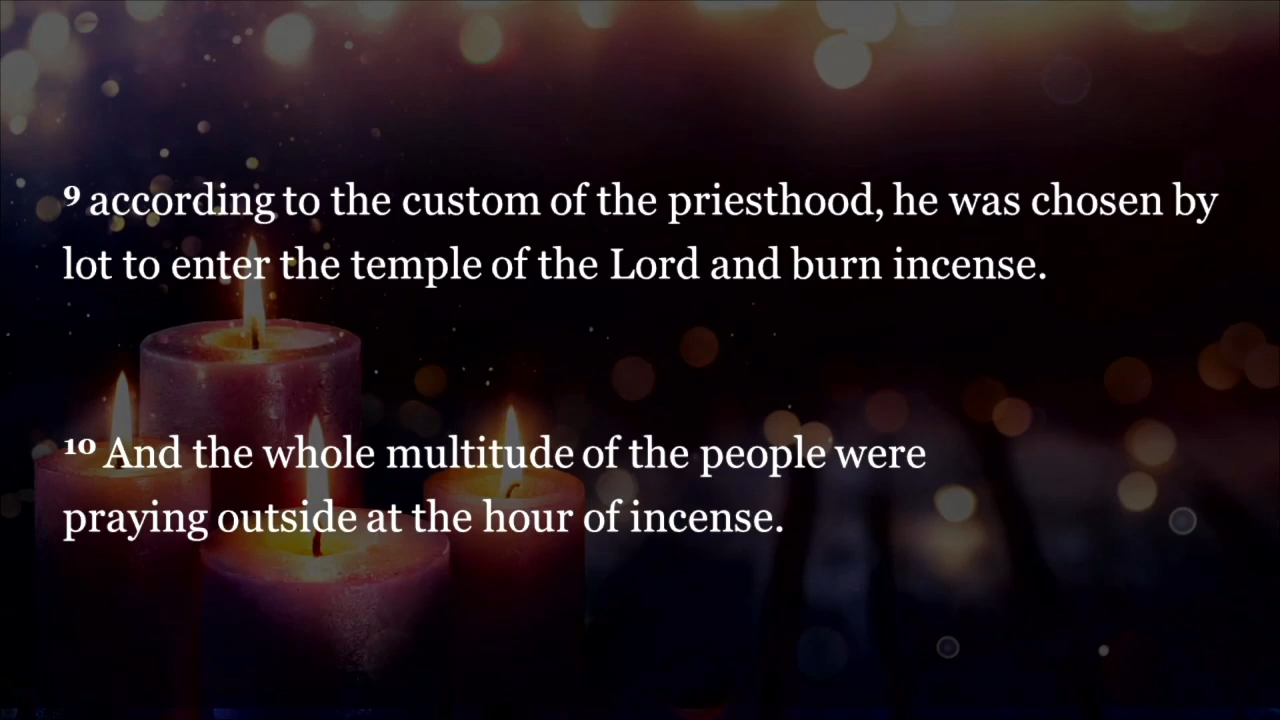 ⁹ according to the custom of the priesthood, he was chosen by
lot to enter the temple of the Lord and burn incense.
¹⁰ And the whole multitude of the people were
praying outside at the hour of incense.